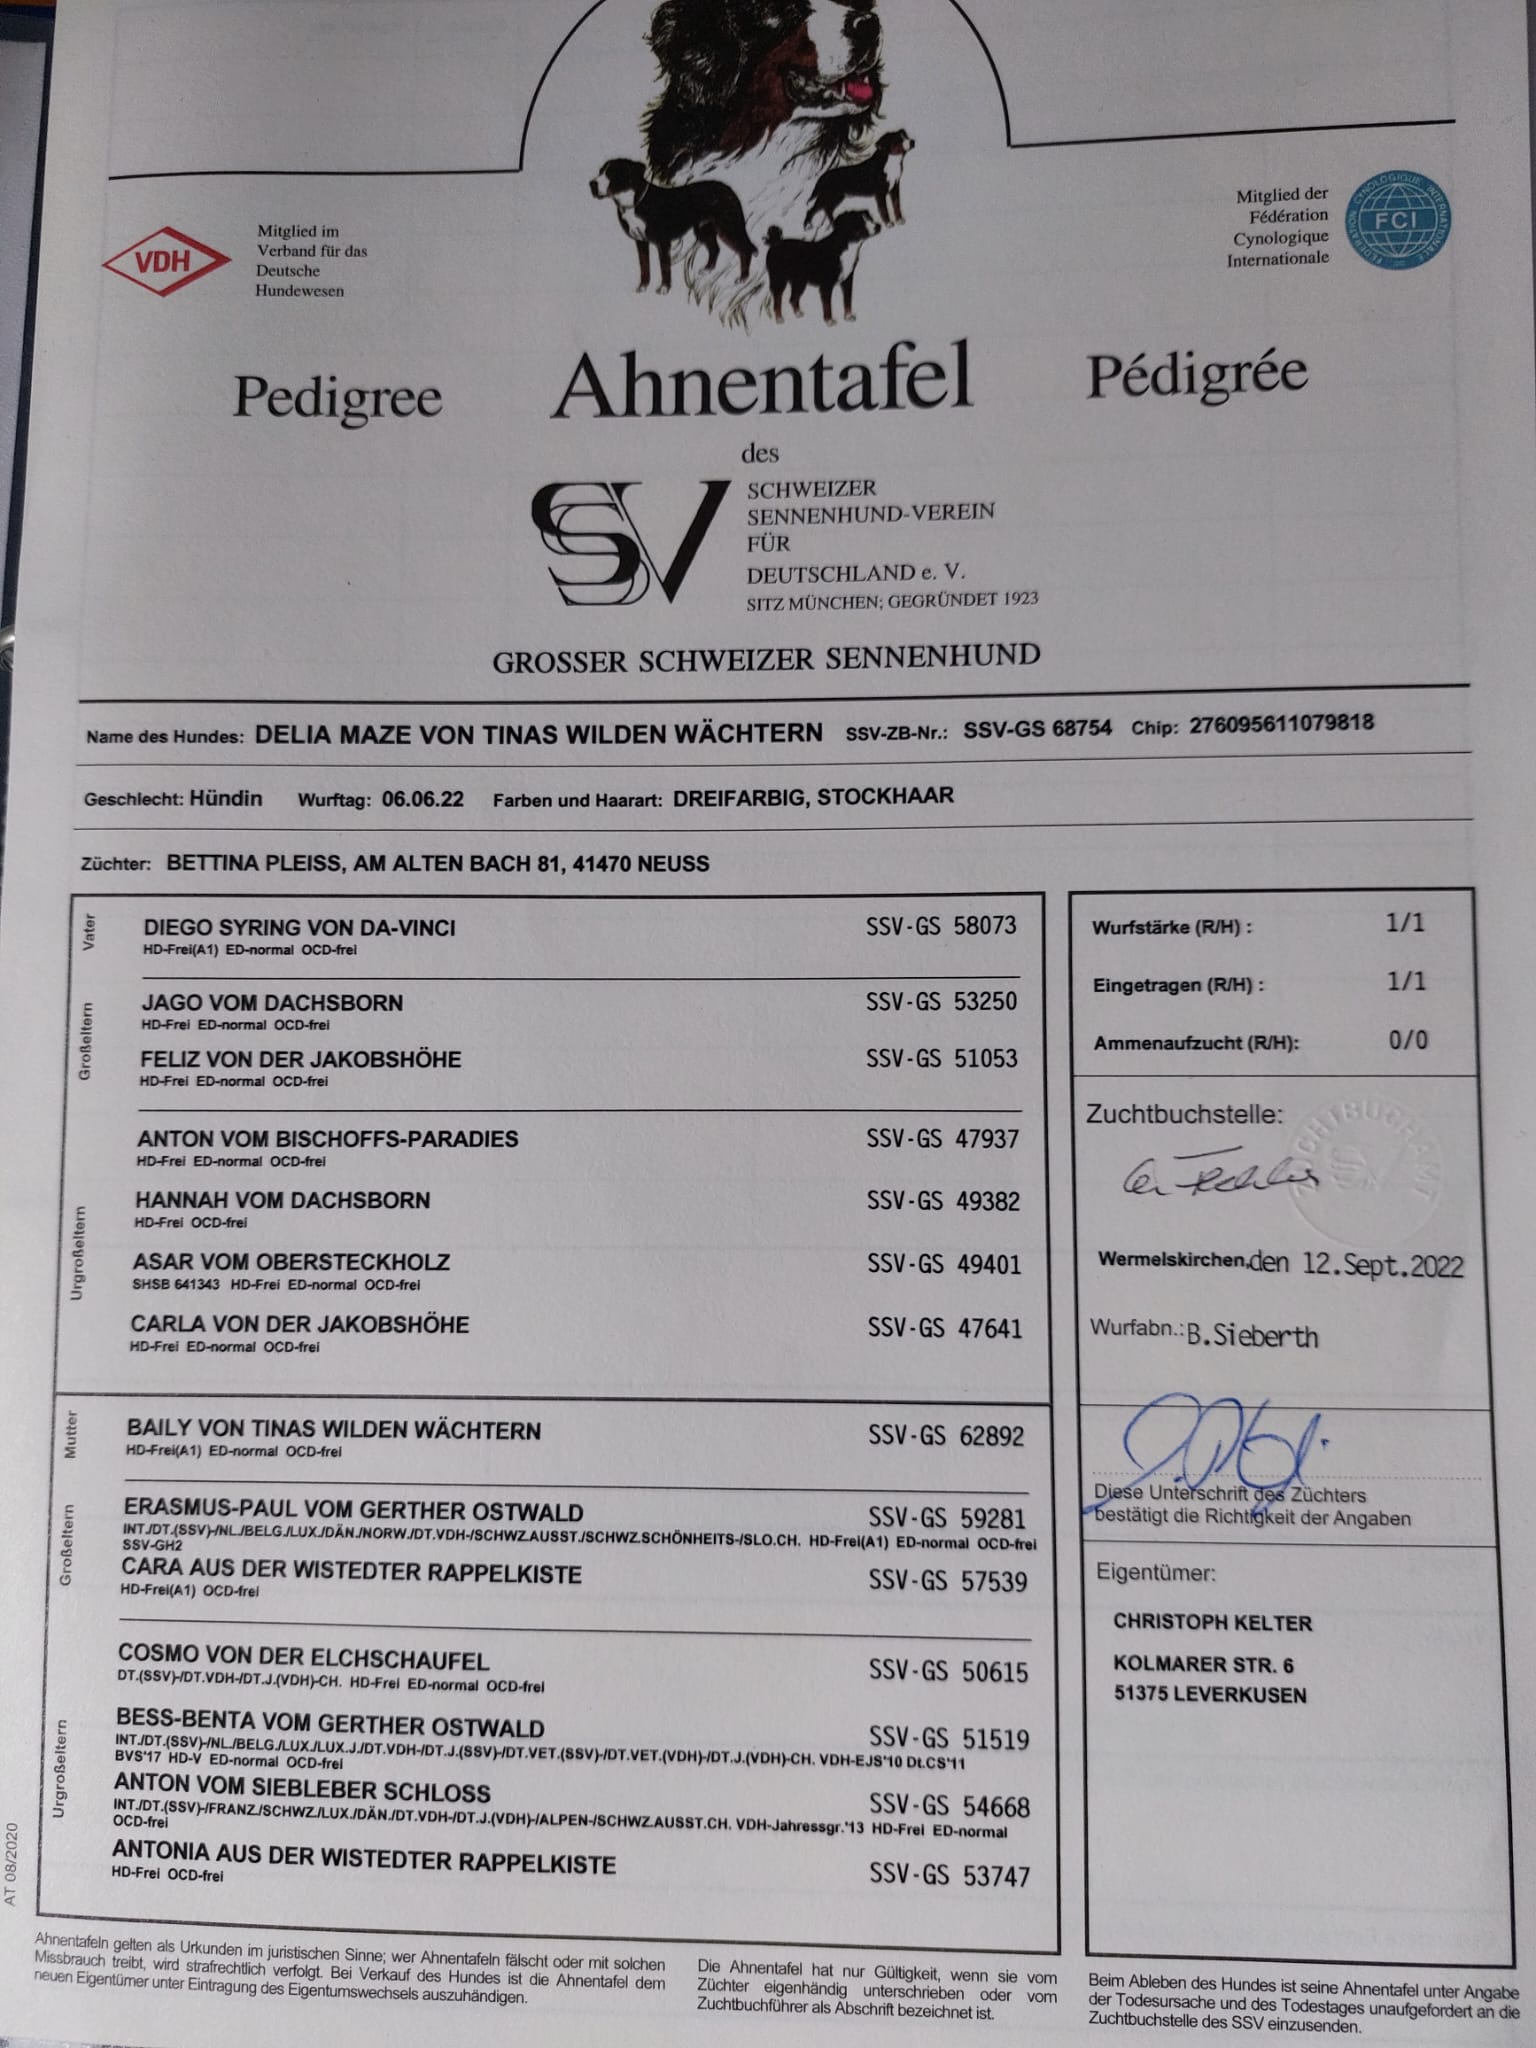 VDH
Mitglied im
Verband für das
Deutsche
Hundewesen
Mitglied der
Fédération
Cynologique
Internationale
FEDERATION CYNOLOGIQUE INTERNATIONALE
FCI
Pedigree
Ahnentafel
Pédigrée
des
SSV
SCHWEIZER
SENNENHUND-VEREIN
FÜR
DEUTSCHLAND e. V.
SITZ MÜNCHEN; GEGRÜNDET 1923
GROSSER SCHWEIZER SENNENHUND
Name des Hundes: DELIA MAZE VON TINAS WILDEN WÄCHTERN SSV-ZB-Nr.: SSV-GS 68754 Chip: 276095611079818
Geschlecht: Hündin Wurftag: 06.06.22 Farben und Haarart: DREIFARBIG, STOCKHAAR
Züchter: BETTINA PLEISS, AM ALTEN BACH 81, 41470 NEUSS
Vater
DIEGO SYRING VON DA-VINCI SSV-GS 58073
HD-Frei(A1) ED-normal OCD-frei
Großeltern
JAGO VOM DACHSBORN SSV-GS 53250
HD-Frei ED-normal OCD-frei
FELIZ VON DER JAKOBSHÖHE SSV-GS 51053
HD-Frei ED-normal OCD-frei
Urgroßeltern
ANTON VOM BISCHOFFS-PARADIES SSV-GS 47937
HD-Frei ED-normal OCD-frei
HANNAH VOM DACHSBORN SSV-GS 49382
HD-Frei OCD-frei
ASAR VOM OBERSTECKHOLZ SSV-GS 49401
SHSB 641343 HD-Frei ED-normal OCD-frei
CARLA VON DER JAKOBSHÖHE SSV-GS 47641
HD-Frei ED-normal OCD-frei
Mutter
BAILY VON TINAS WILDEN WÄCHTERN SSV-GS 62892
HD-Frei(A1) ED-normal OCD-frei
Großeltern
ERASMUS-PAUL VOM GERTHER OSTWALD SSV-GS 59281
INT./DT.(SSV)-/NL./BELG./LUX./DÄN./NORW./DT.VDH-/SCHWZ.AUSST./SCHWZ.SCHÖNHEITS-/SLO.CH. HD-Frei(A1) ED-normal OCD-frei
SSV-GH2
CARA AUS DER WISTEDTER RAPPELKISTE SSV-GS 57539
HD-Frei(A1) OCD-frei
Urgroßeltern
COSMO VON DER ELCHSCHAUFEL SSV-GS 50615
DT.(SSV)-/DT.VDH-/DT.J.(VDH)-CH. HD-Frei ED-normal OCD-frei
BESS-BENTA VOM GERTHER OSTWALD SSV-GS 51519
INT./DT.(SSV)-/NL./BELG./LUX./LUX.J./DT.VDH-/DT.J.(SSV)-/DT.VET.(SSV)-/DT.VET.(VDH)-/DT.J.(VDH)-CH. VDH-EJS'10 Dt.CS'11
BVS'17 HD-V ED-normal OCD-frei
ANTON VOM SIEBLEBER SCHLOSS SSV-GS 54668
INT./DT.(SSV)-/FRANZ./SCHWZ./LUX./DÄN./DT.VDH-/DT.J.(VDH)-/ALPEN-/SCHWZ.AUSST.CH. VDH-Jahressgr.'13 HD-Frei ED-normal
OCD-frei
ANTONIA AUS DER WISTEDTER RAPPELKISTE SSV-GS 53747
HD-Frei OCD-frei
AT 08/2020
Wurfstärke (R/H) : 1/1
Eingetragen (R/H) : 1/1
Ammenaufzucht (R/H): 0/0
Zuchtbuchstelle:
ZUCHTBUCHAMT
SSV
Wermelskirchen,den 12.Sept.2022
Wurfabn.:B.Sieberth
Diese Unterschrift des Züchters
bestätigt die Richtigkeit der Angaben
Eigentümer:
CHRISTOPH KELTER
KOLMARER STR. 6
51375 LEVERKUSEN
Ahnentafeln gelten als Urkunden im juristischen Sinne; wer Ahnentafeln fälscht oder mit solchen
Missbrauch treibt, wird strafrechtlich verfolgt. Bei Verkauf des Hundes ist die Ahnentafel dem
neuen Eigentümer unter Eintragung des Eigentumswechsels auszuhändigen.
Die Ahnentafel hat nur Gültigkeit, wenn sie vom
Züchter eigenhändig unterschrieben oder vom
Zuchtbuchführer als Abschrift bezeichnet ist.
Beim Ableben des Hundes ist seine Ahnentafel unter Angabe
der Todesursache und des Todestages unaufgefordert an die
Zuchtbuchstelle des SSV einzusenden.